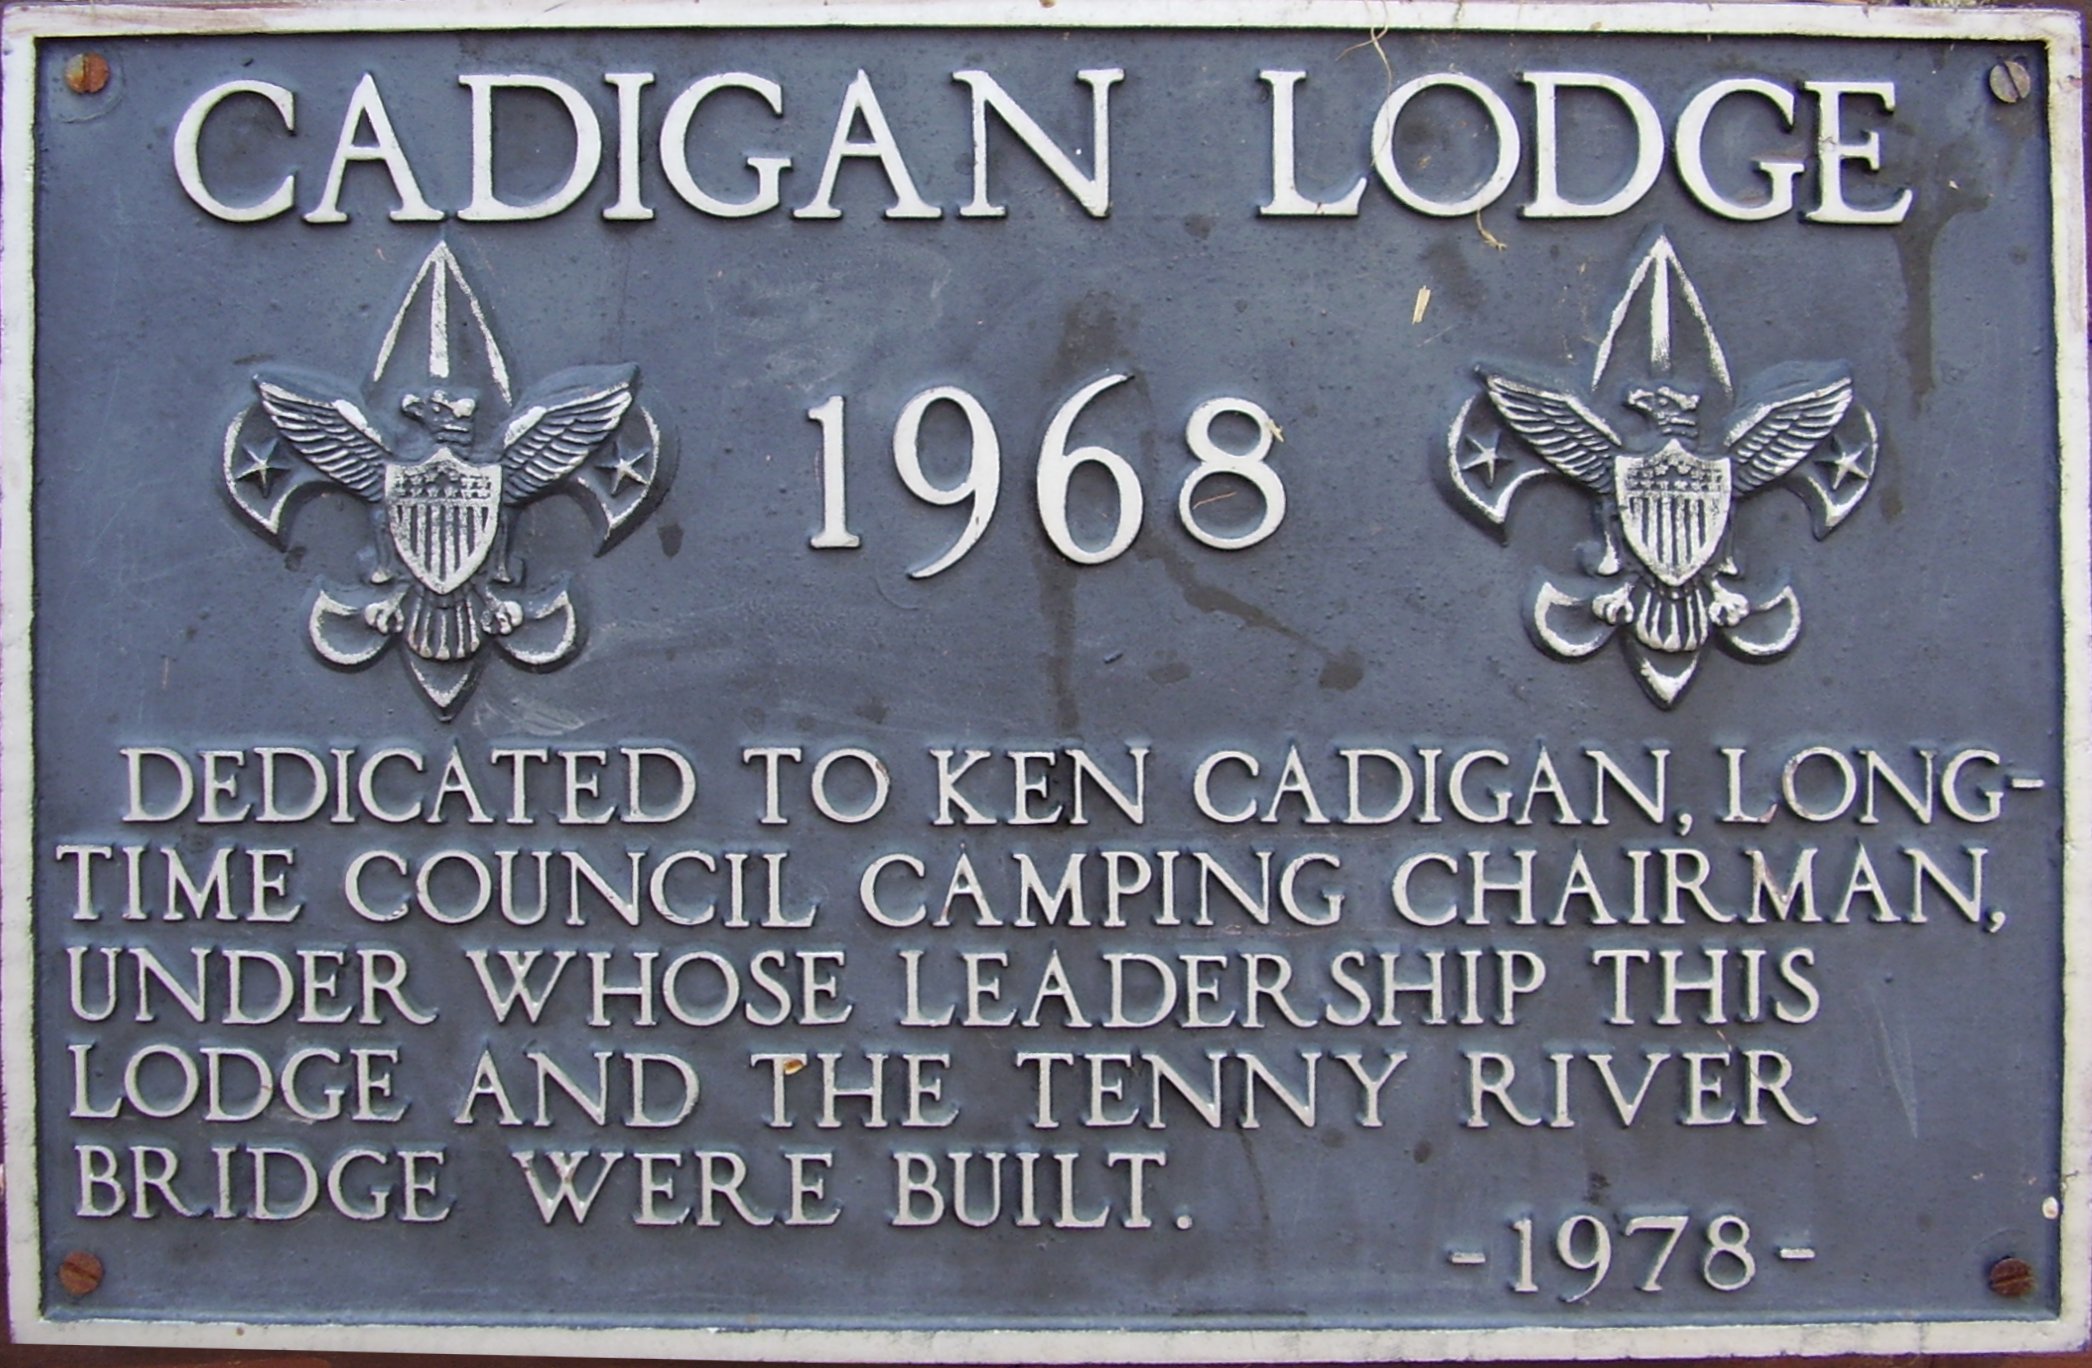 CADIGAN LODGE
1968
DEDICATED TO KEN CADIGAN, LONG-
TIME COUNCIL CAMPING CHAIRMAN,
UNDER WHOSE LEADERSHIP THIS
LODGE AND THE TENNY RIVER
BRIDGE WERE BUILT.
-1978-